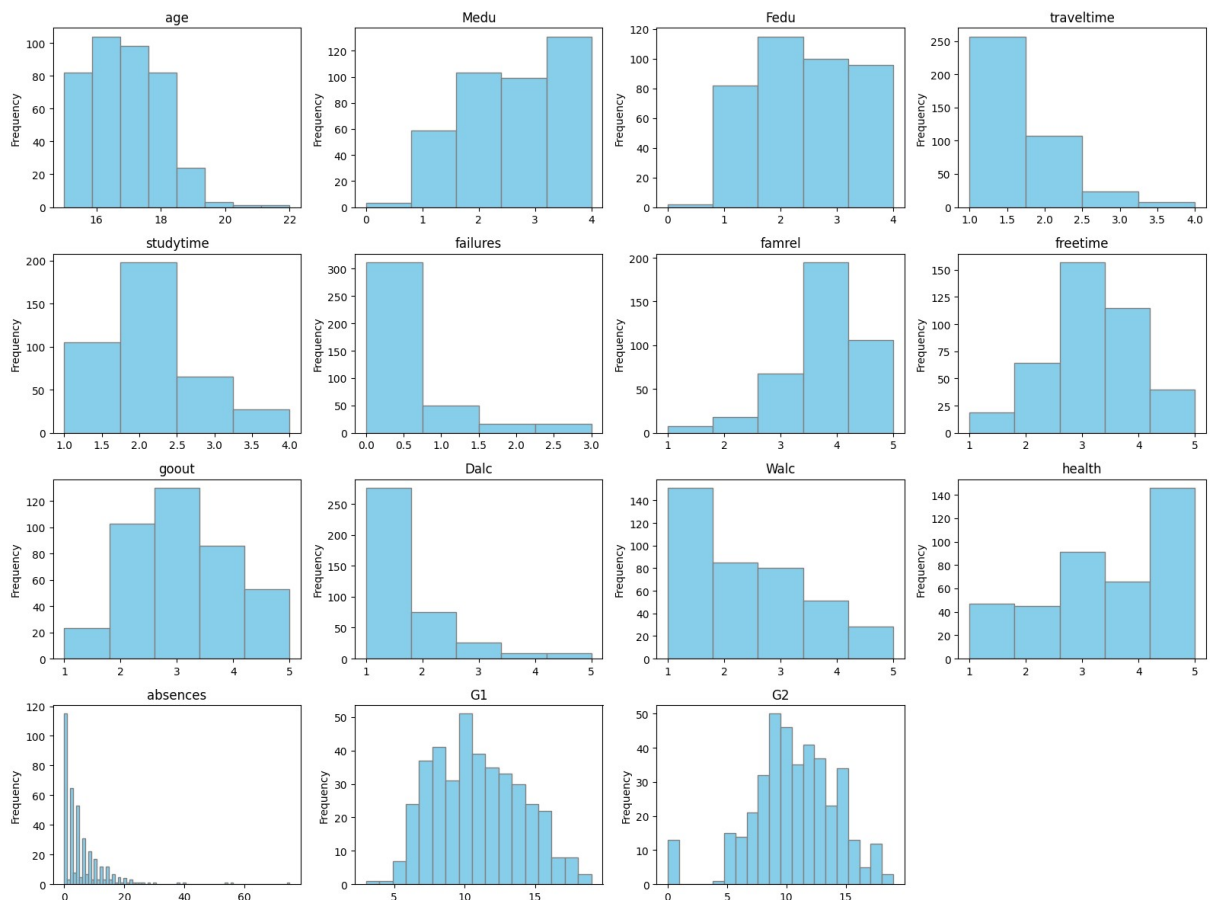 age Medu Fedu traveltime
100
80
60
40
20
0
Frequency
16 18 20 22
120
100
80
60
40
20
0
Frequency
0 1 2 3 4
120
100
80
60
40
20
0
Frequency
0 1 2 3 4
250
200
150
100
50
0
Frequency
1.0 1.5 2.0 2.5 3.0 3.5 4.0
studytime failures famrel freetime
200
150
100
50
0
Frequency
1.0 1.5 2.0 2.5 3.0 3.5 4.0
300
250
200
150
100
50
0
Frequency
0.0 0.5 1.0 1.5 2.0 2.5 3.0
200
150
100
50
0
Frequency
1 2 3 4 5
150
125
100
75
50
25
0
Frequency
1 2 3 4 5
goout Dalc Walc health
120
100
80
60
40
20
0
Frequency
1 2 3 4 5
250
200
150
100
50
0
Frequency
1 2 3 4 5
140
120
100
80
60
40
20
0
Frequency
1 2 3 4 5
140
120
100
80
60
40
20
0
Frequency
1 2 3 4 5
absences G1 G2
120
100
80
60
40
20
0
Frequency
0 20 40 60
50
40
30
20
10
0
Frequency
5 10 15
50
40
30
20
10
0
Frequency
0 5 10 15